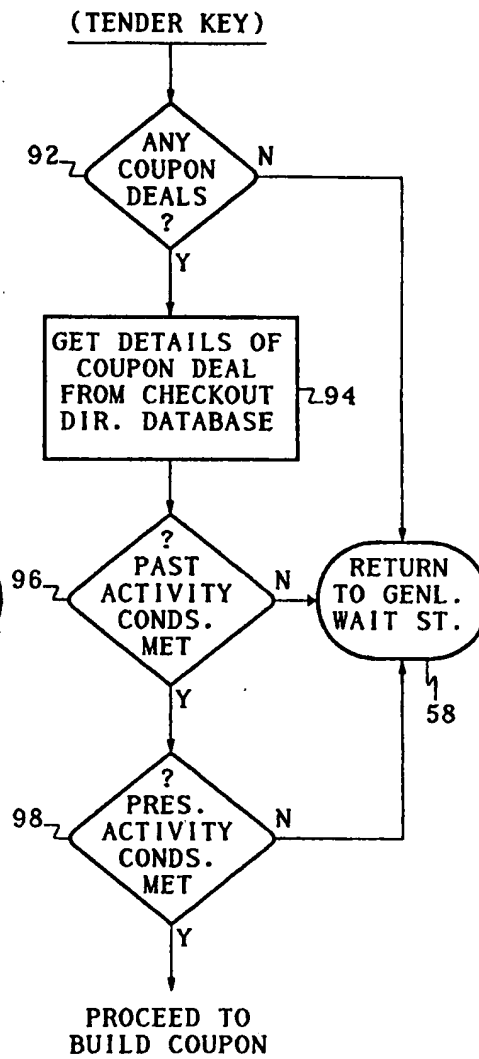 (TENDER KEY)
92
ANY
COUPON
DEALS
?
N
Y
GET DETAILS OF
COUPON DEAL
FROM CHECKOUT
DIR. DATABASE
94
96
?
PAST
ACTIVITY
CONDS.
MET
N
Y
RETURN
TO GENL.
WAIT ST.
58
98
?
PRES.
ACTIVITY
CONDS.
MET
N
Y
PROCEED TO
BUILD COUPON